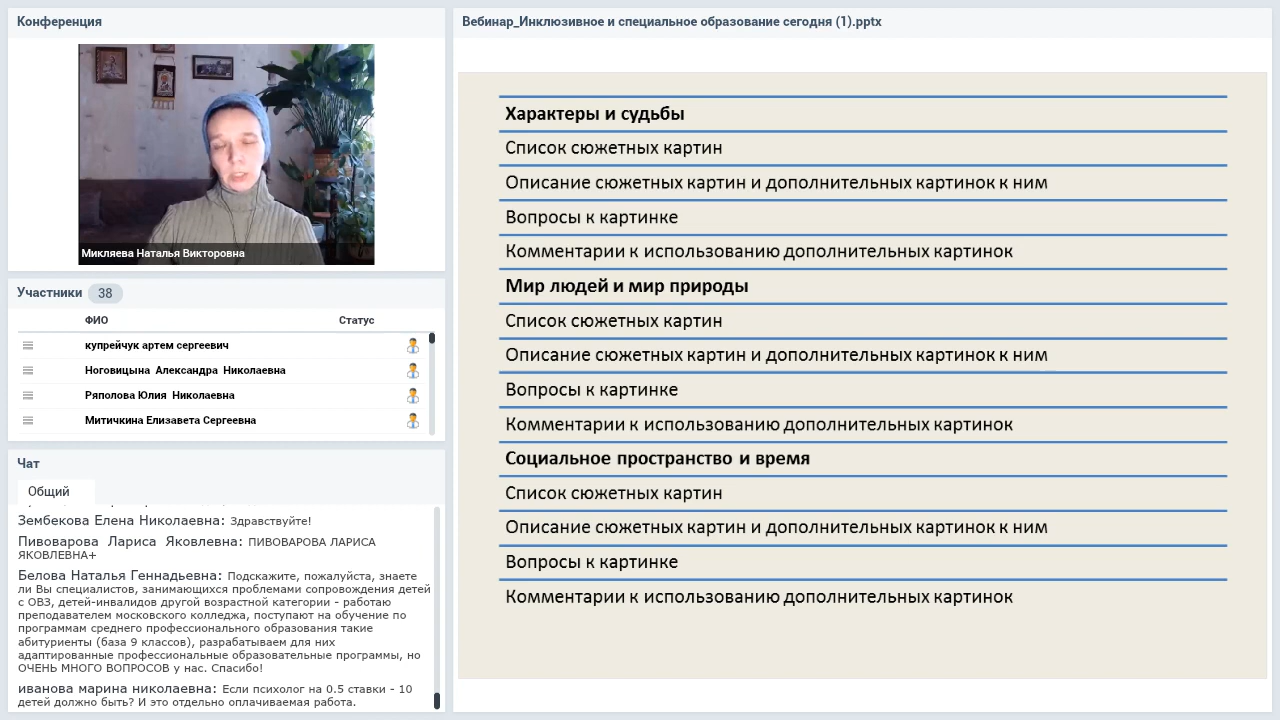 Конференция
Микляева Наталья Викторовна
Участники 38
ФИО Статус
купрейчук артем сергеевич
Ноговицына Александра Николаевна
Ряполова Юлия Николаевна
Митичкина Елизавета Сергеевна
Чат
Общий
Зембекова Елена Николаевна: Здравствуйте!
Пивоварова Лариса Яковлевна: ПИВОВАРОВА ЛАРИСА
ЯКОВЛЕВНА+
Белова Наталья Геннадьевна: Подскажите, пожалуйста, знаете
ли Вы специалистов, занимающихся проблемами сопровождения детей
с ОВЗ, детей-инвалидов другой возрастной категории - работаю
преподавателем московского колледжа, поступают на обучение по
программам среднего профессионального образования такие
абитуриенты (база 9 классов), разрабатываем для них
адаптированные профессиональные образовательные программы, но
ОЧЕНЬ МНОГО ВОПРОСОВ у нас. Спасибо!
иванова марина николаевна: Если психолог на 0.5 ставки - 10
детей должно быть? И это отдельно оплачиваемая работа.
Вебинар_Инклюзивное и специальное образование сегодня (1).pptx
Характеры и судьбы
Список сюжетных картин
Описание сюжетных картин и дополнительных картинок к ним
Вопросы к картинке
Комментарии к использованию дополнительных картинок
Мир людей и мир природы
Список сюжетных картин
Описание сюжетных картин и дополнительных картинок к ним
Вопросы к картинке
Комментарии к использованию дополнительных картинок
Социальное пространство и время
Список сюжетных картин
Описание сюжетных картин и дополнительных картинок к ним
Вопросы к картинке
Комментарии к использованию дополнительных картинок